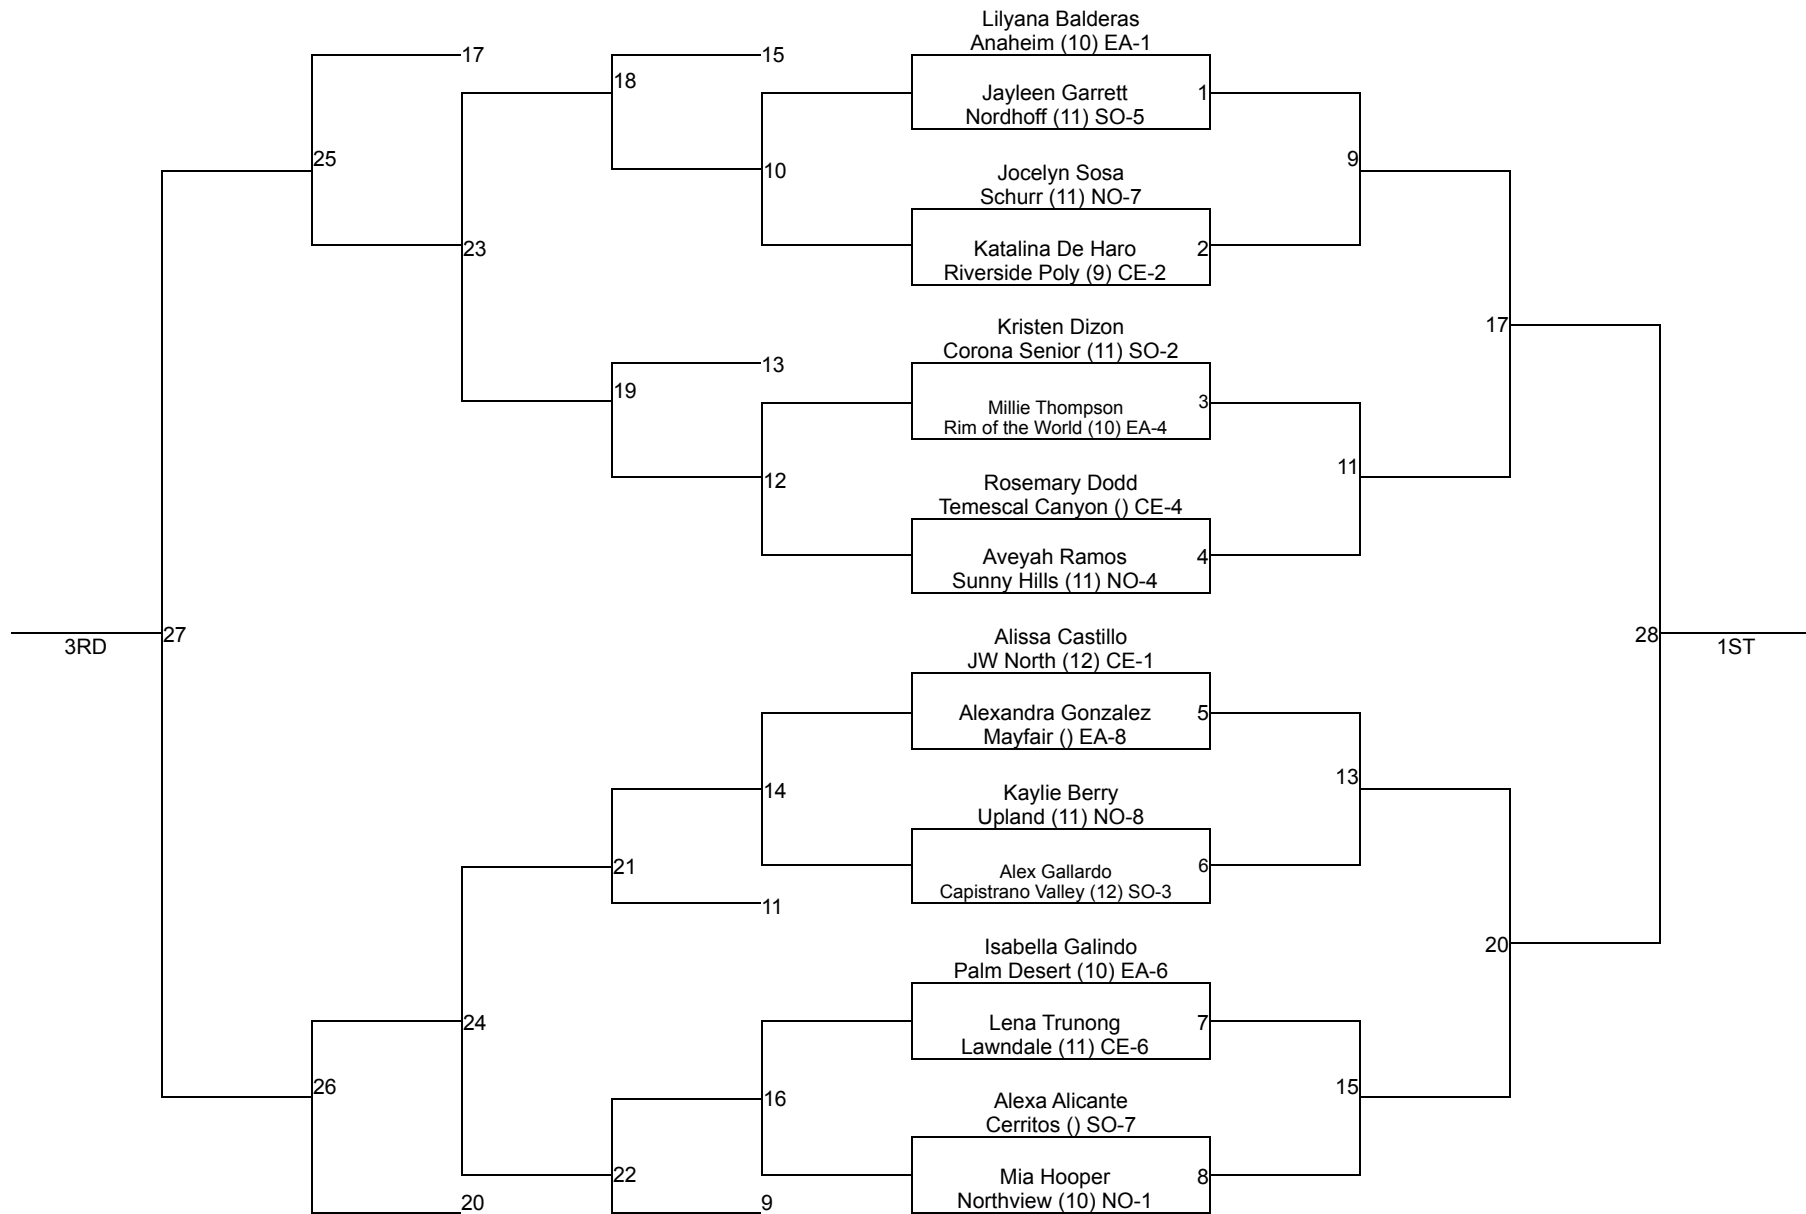 Lilyana Balderas
Anaheim (10) EA-1
17
15
18
Jayleen Garrett
1
Nordhoff (11) SO-5
25
9
10
Jocelyn Sosa
Schurr (11) NO-7
23
Katalina De Haro
2
Riverside Poly (9) CE-2
Kristen Dizon
17
Corona Senior (11) SO-2
13
19
Millie Thompson
3
Rim of the World (10) EA-4
11
12
Rosemary Dodd
Temescal Canyon () CE-4
Aveyah Ramos
4
Sunny Hills (11) NO-4
27
3RD
Alissa Castillo
28
1ST
JW North (12) CE-1
Alexandra Gonzalez
5
Mayfair () EA-8
14
13
Kaylie Berry
Upland (11) NO-8
21
Alex Gallardo
6
Capistrano Valley (12) SO-3
11
Isabella Galindo
20
Palm Desert (10) EA-6
24
Lena Trunong
7
Lawndale (11) CE-6
26
15
16
Alexa Alicante
Cerritos () SO-7
22
Mia Hooper
8
Northview (10) NO-1
20
9